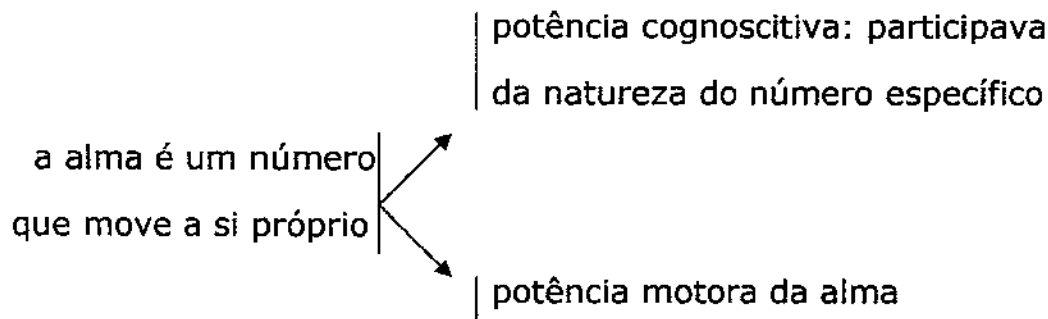 potência cognoscitiva: participava
da natureza do número específico
a alma é um número
que move a si próprio
potência motora da alma